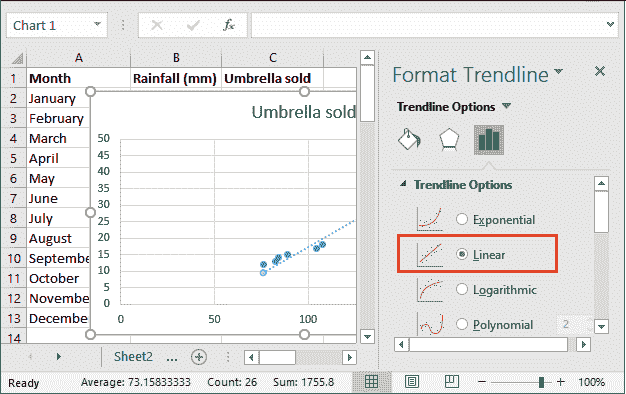 Chart 1 fx
A B C
1 Month Rainfall (mm) Umbrella sold
2 January
3 February
4 March
5 April
6 May
7 June
8 July
9 August
10 Septembe
11 October
12 Novembe
13 Decembe
14
Umbrella sold
50
45
40
35
30
25
20
15
10
5
0
0 50 100
Format Trendline
Trendline Options
Trendline Options
Exponential
Linear
Logarithmic
Polynomial 2
Sheet2 ...
Ready Average: 73.15833333 Count: 26 Sum: 1755.8 100%